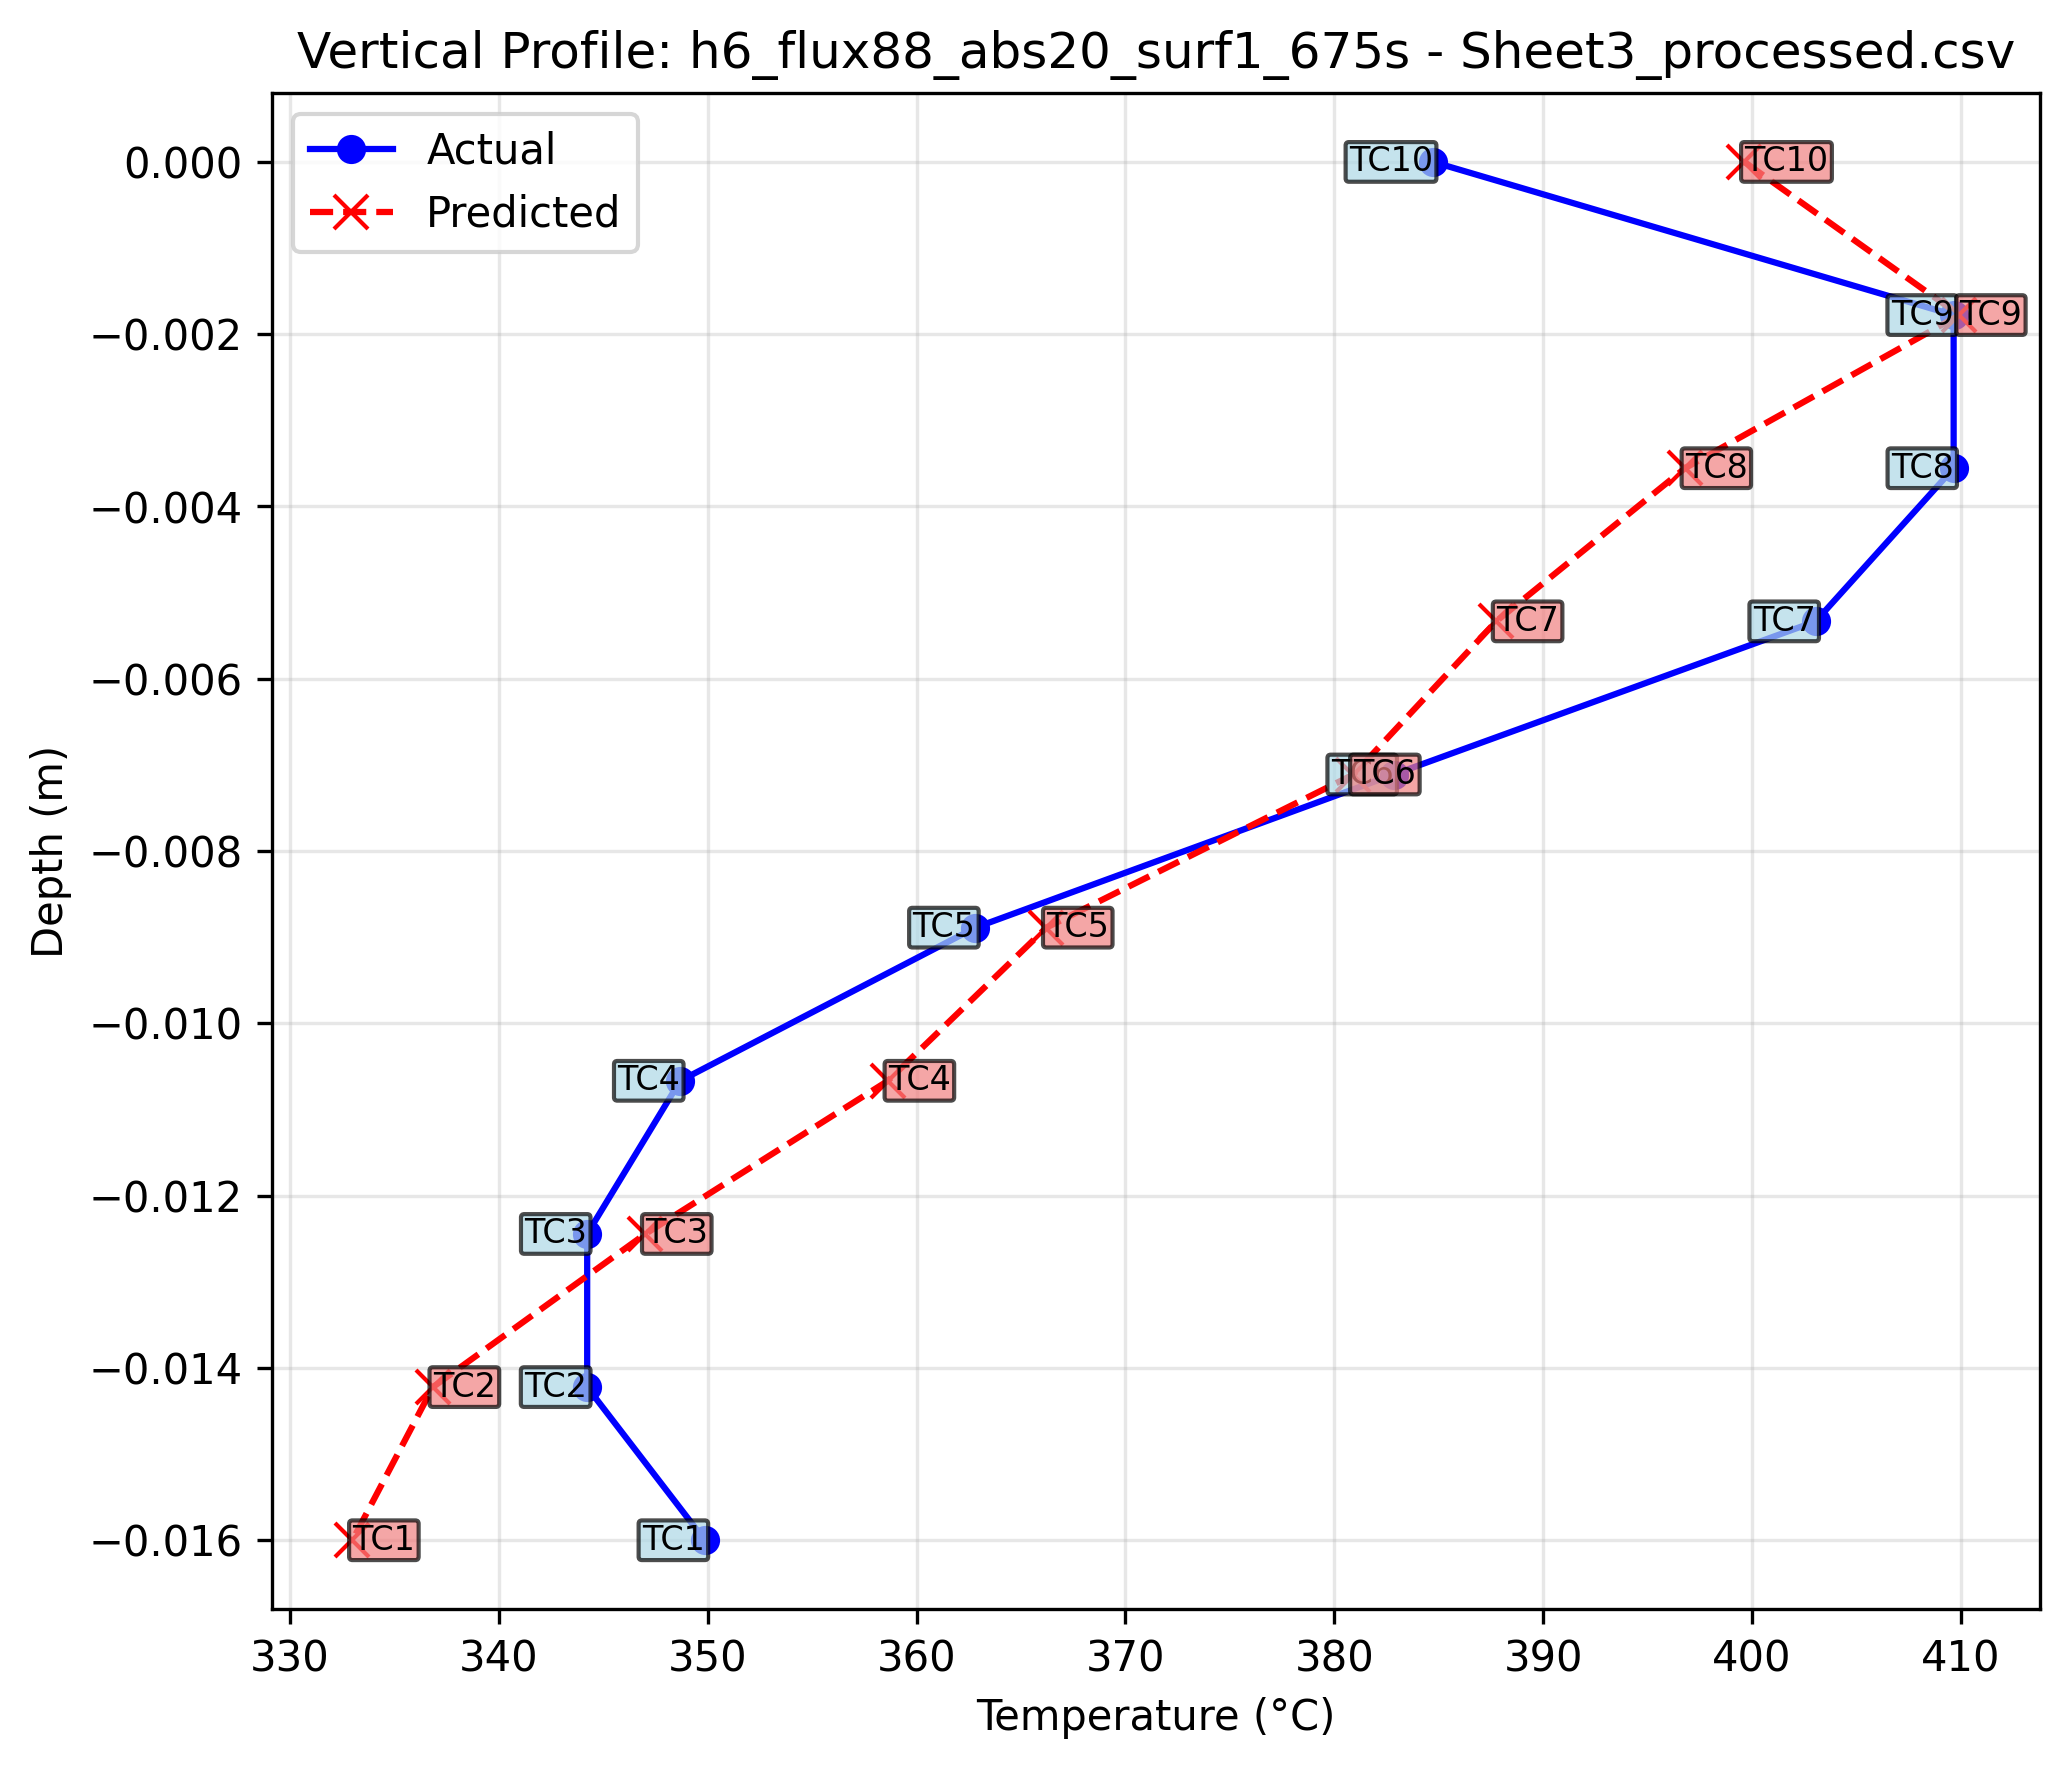 Vertical Profile: h6_flux88_abs20_surf1_675s - Sheet3_processed.csv
Actual
Predicted
0.000
−0.002
−0.004
−0.006
−0.008
−0.010
−0.012
−0.014
−0.016
Depth (m)
TC10
TC10
TC9
TC9
TC8
TC8
TC7
TC7
TC6
TC5
TC5
TC4
TC4
TC3
TC3
TC2
TC2
TC1
TC1
330
340
350
360
370
380
390
400
410
Temperature (°C)